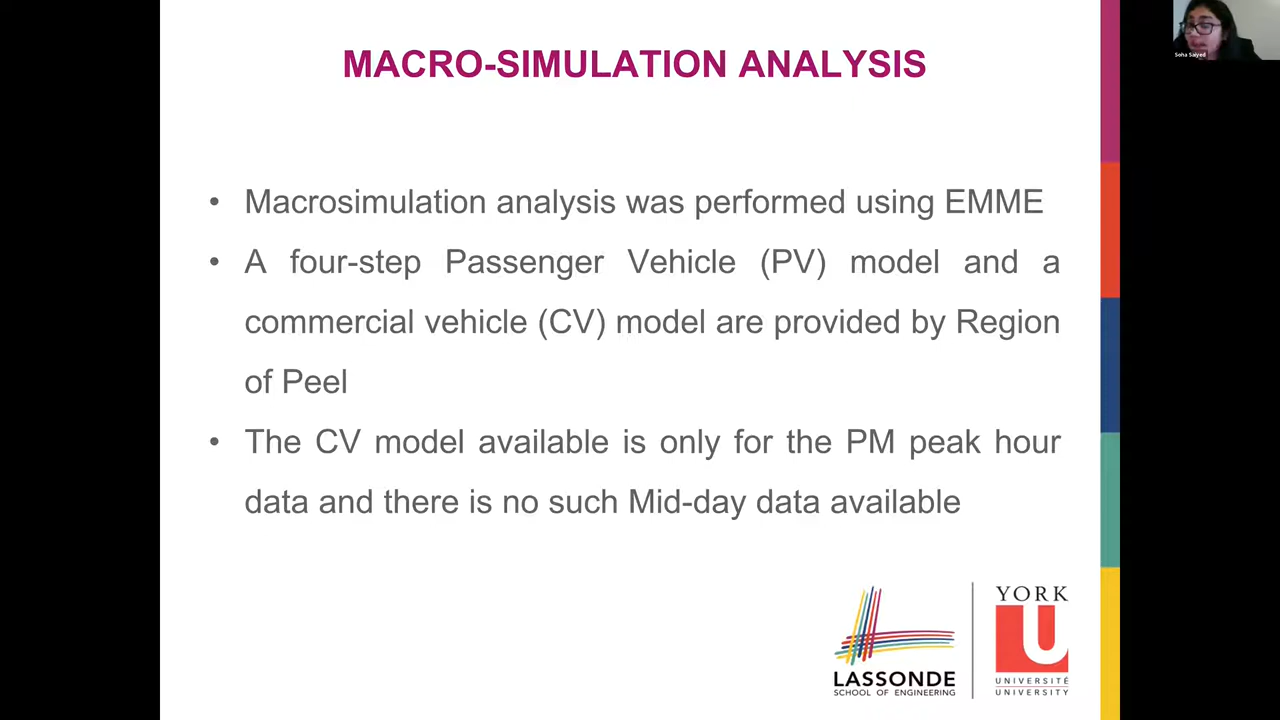 MACRO-SIMULATION ANALYSIS
Soha Saiyed
• Macrosimulation analysis was performed using EMME
• A four-step Passenger Vehicle (PV) model and a
commercial vehicle (CV) model are provided by Region
of Peel
• The CV model available is only for the PM peak hour
data and there is no such Mid-day data available
LASSONDE
SCHOOL OF ENGINEERING
YORK
U
UNIVERSITÉ
UNIVERSITY